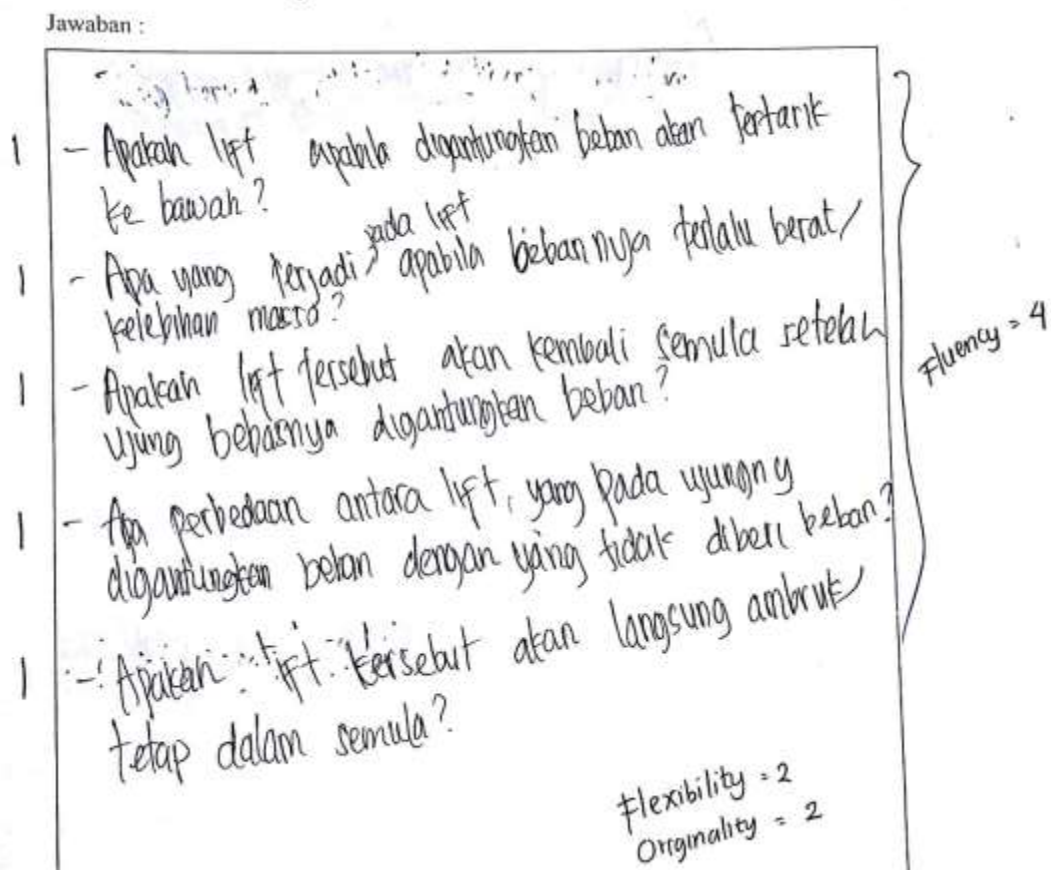 Jawaban :
1 - Apakah lift apabila digantungkan beban akan tertarik
ke bawah?
pada lift
1 - Apa yang terjadi apabila bebannya terlalu berat/
kelebihan massa?
1 - Apakah lift tersebut akan kembali semula setelah
ujung bebasnya digantungkan beban?
1 - Apa perbedaan antara lift, yang pada ujungny
digantungkan beban dengan yang tidak diberi beban?
1 - Apakah lift tersebut akan langsung ambruk/
tetap dalam semula?
Fluency = 4
Flexibility = 2
Originality = 2